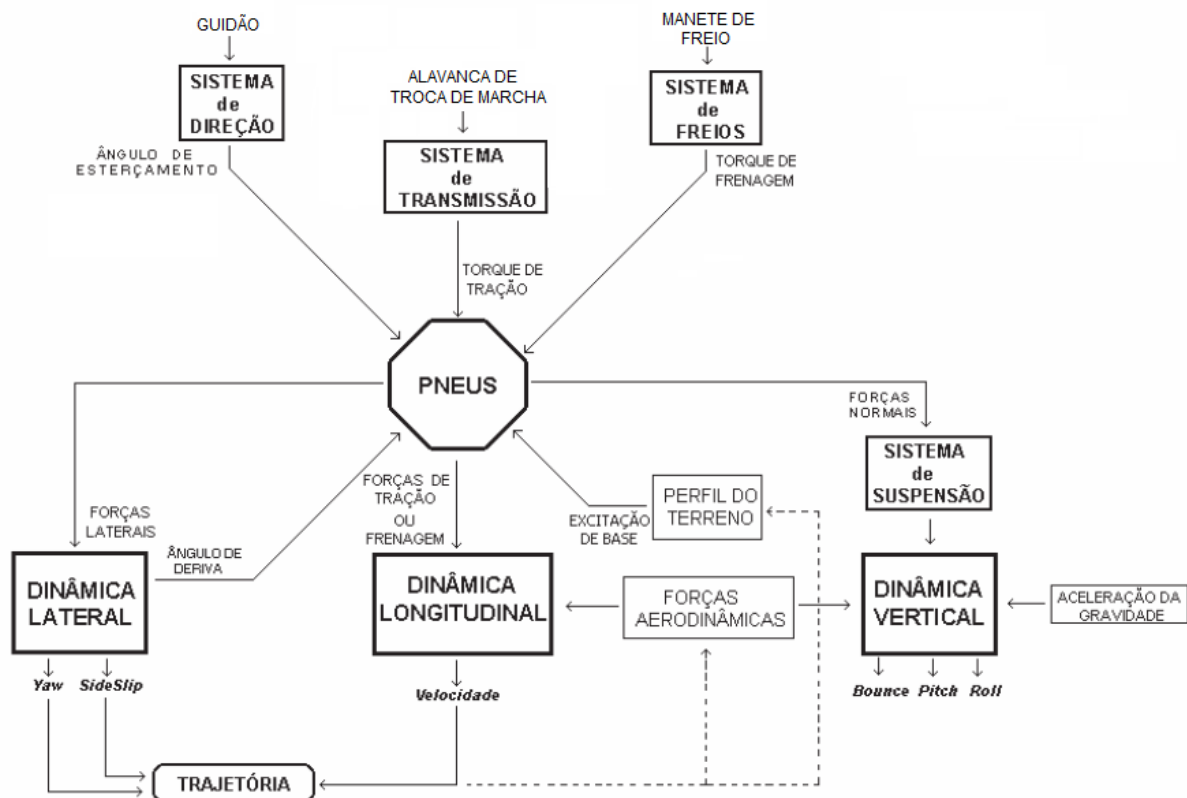 GUIDÃO
MANETE DE
FREIO
SISTEMA
de
DIREÇÃO
ALAVANCA DE
TROCA DE MARCHA
SISTEMA
de
FREIOS
ÂNGULO DE
ESTERÇAMENTO
SISTEMA
de
TRANSMISSÃO
TORQUE DE
FRENAGEM
TORQUE DE
TRAÇÃO
PNEUS
FORÇAS
NORMAIS
SISTEMA
de
SUSPENSÃO
FORÇAS
LATERAIS
FORÇAS DE
TRAÇÃO
OU
FRENAGEM
EXCITAÇÃO
DE BASE
PERFIL DO
TERRENO
ÂNGULO DE
DERIVA
DINÂMICA
LATERAL
DINÂMICA
LONGITUDINAL
FORÇAS
AERODINÂMICAS
DINÂMICA
VERTICAL
ACELERAÇÃO DA
GRAVIDADE
Yaw SideSlip
Velocidade
Bounce Pitch Roll
TRAJETÓRIA